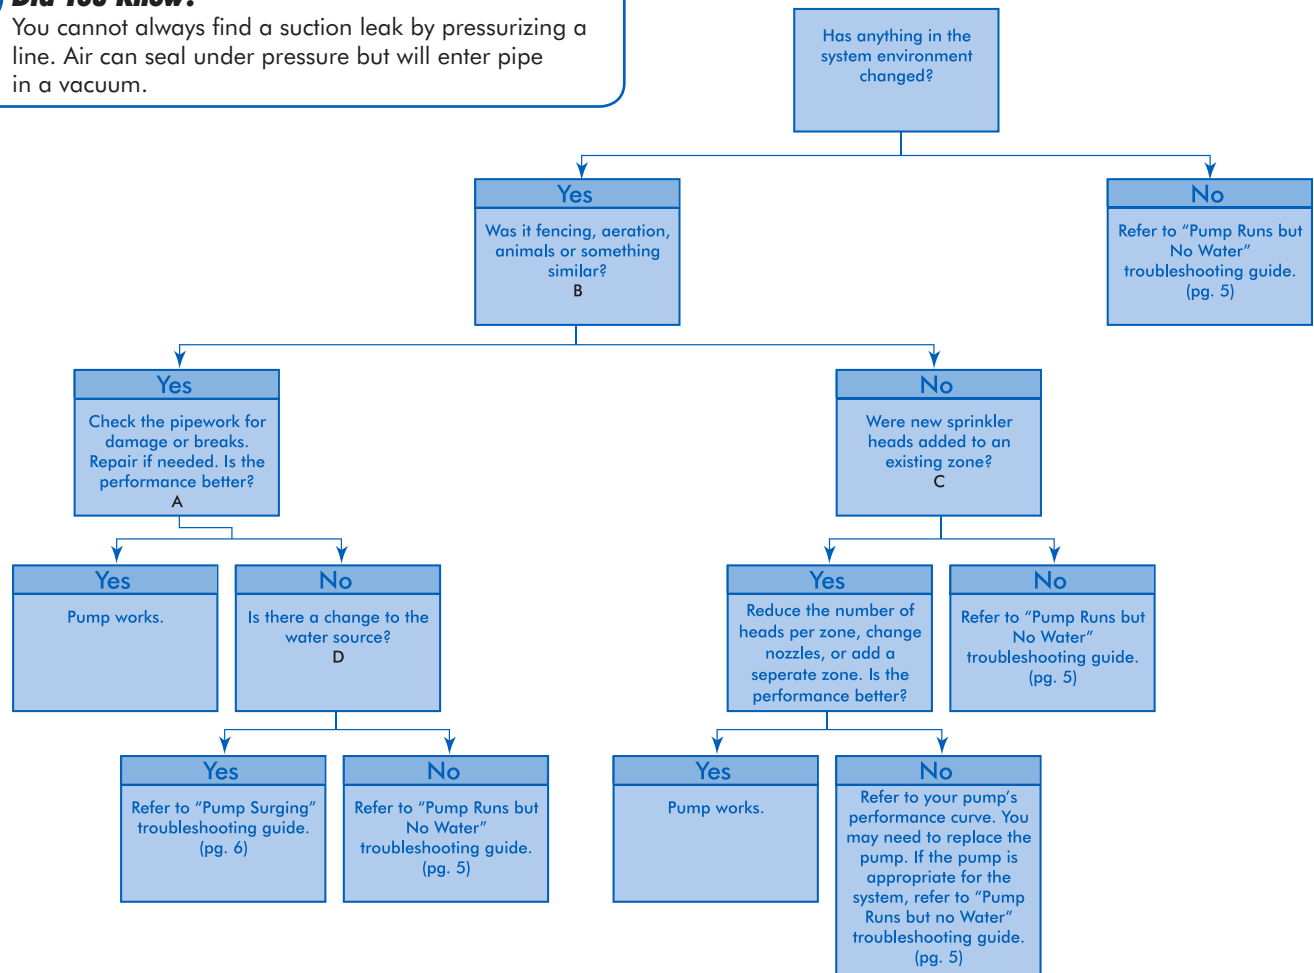 Did You Know?
You cannot always find a suction leak by pressurizing a
line. Air can seal under pressure but will enter pipe
in a vacuum.
Has anything in the
system environment
changed?
Yes
Was it fencing, aeration,
animals or something
similar?
B
No
Refer to “Pump Runs but
No Water”
troubleshooting guide.
(pg. 5)
Yes
Check the pipework for
damage or breaks.
Repair if needed. Is the
performance better?
A
No
Were new sprinkler
heads added to an
existing zone?
C
Yes
Pump works.
No
Is there a change to the
water source?
D
Yes
Reduce the number of
heads per zone, change
nozzles, or add a
seperate zone. Is the
performance better?
No
Refer to “Pump Runs but
No Water”
troubleshooting guide.
(pg. 5)
Yes
Refer to “Pump Surging”
troubleshooting guide.
(pg. 6)
No
Refer to “Pump Runs but
No Water”
troubleshooting guide.
(pg. 5)
Yes
Pump works.
No
Refer to your pump’s
performance curve. You
may need to replace the
pump. If the pump is
appropriate for the
system, refer to “Pump
Runs but no Water”
troubleshooting guide.
(pg. 5)